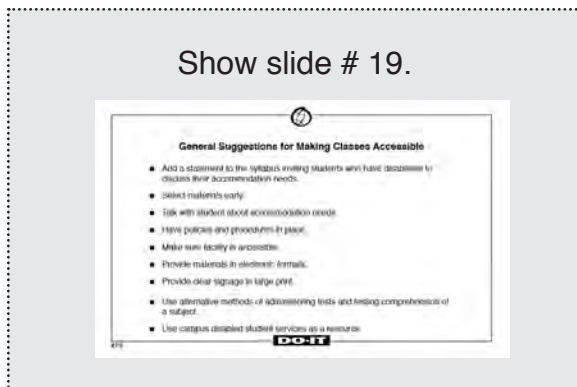 Show slide # 19.
General Suggestions for Making Classes Accessible
Add a statement to the syllabus inviting students who have disabilities to
discuss their accommodation needs.
Select materials early.
Talk with student about accommodation needs.
Have policies and procedures in place.
Make sure facility is accessible.
Provide materials in electronic formats.
Provide clear signage in large print.
Use alternative methods of administering tests and testing comprehension of
a subject.
Use campus disabled student services as a resource.
DO-IT